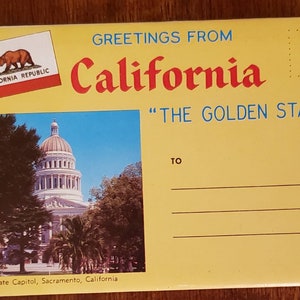 GREETINGS FROM
California
"THE GOLDEN STA
ORNIA REPUBLIC
TO
ate Capitol, Sacramento, California